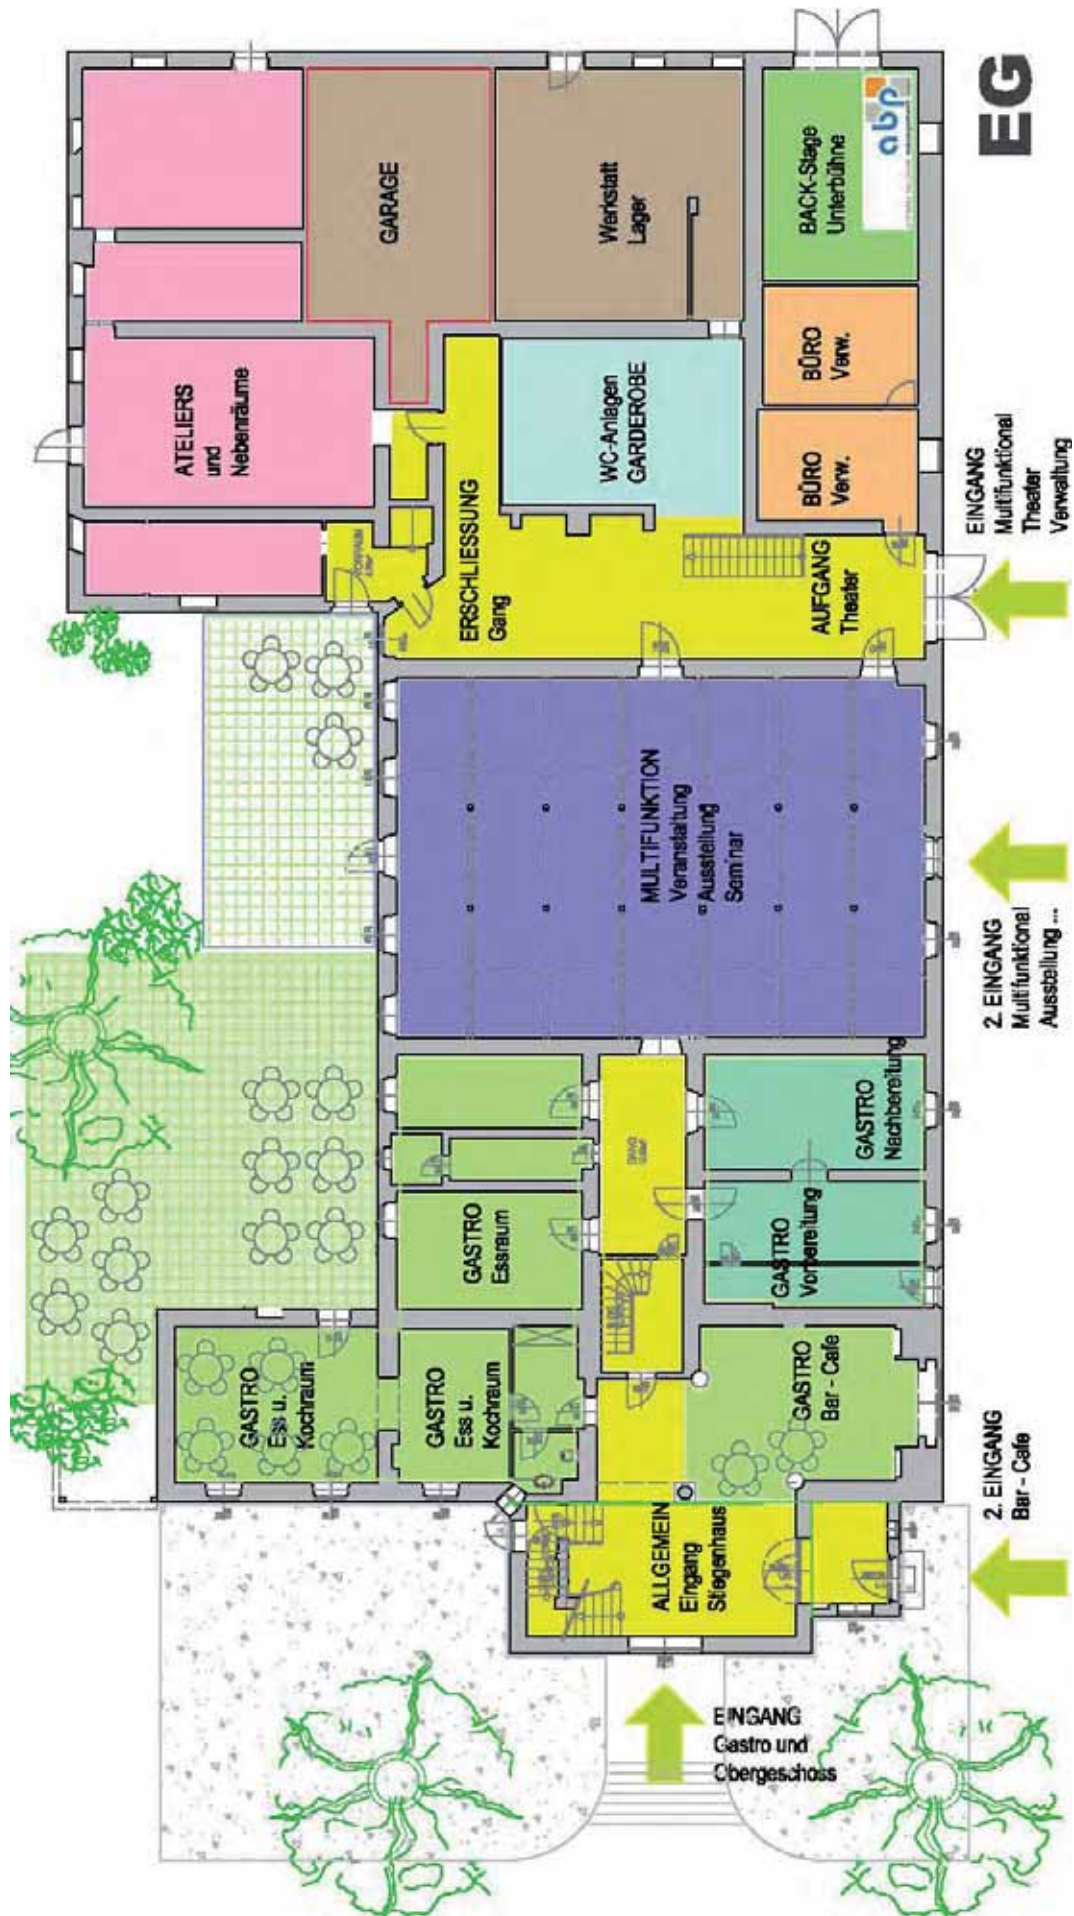 EG
ATELIERS
und
Nebenräume
GARAGE
Werkstatt
Lager
BACK-Stage
Unterbühne
abp
WC-Anlagen
GARDEROBE
BÜRO
Verw.
BÜRO
Verw.
ERSCHLIESSUNG
Gang
AUFGANG
Theater
EINGANG
Multifunktional
Theater
Verwaltung
MULTIFUNKTION
Veranstaltung
Ausstellung
Seminar
2. EINGANG
Multifunktional
Ausstellung ...
GASTRO
Essraum
GASTRO
Nachbereitung
GASTRO
Vorbereitung
GASTRO
Ess u.
Kochraum
GASTRO
Ess u.
Kochraum
GASTRO
Bar - Cafe
2. EINGANG
Bar - Cafe
ALLGEMEIN
Eingang
Stiegenhaus
EINGANG
Gastro und
Obergeschoss